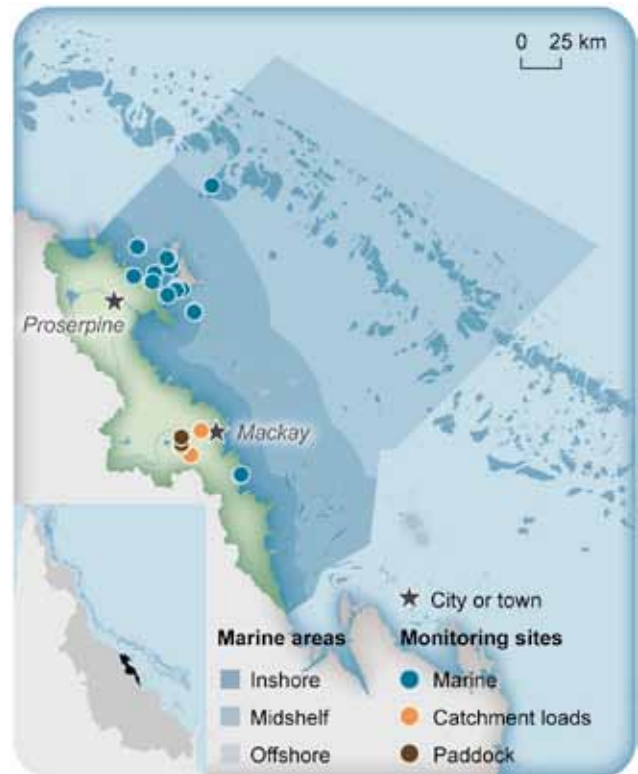 0 25 km
Proserpine
Mackay
City or town
Marine areas
Inshore
Midshelf
Offshore
Monitoring sites
Marine
Catchment loads
Paddock